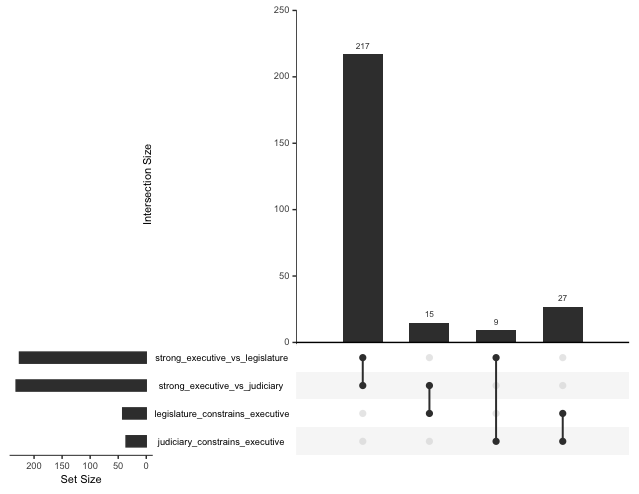 250
217
200
Intersection Size
150
100
50
27
15
9
0
strong_executive_vs_legislature
strong_executive_vs_judiciary
legislature_constrains_executive
judiciary_constrains_executive
200 150 100 50 0
Set Size